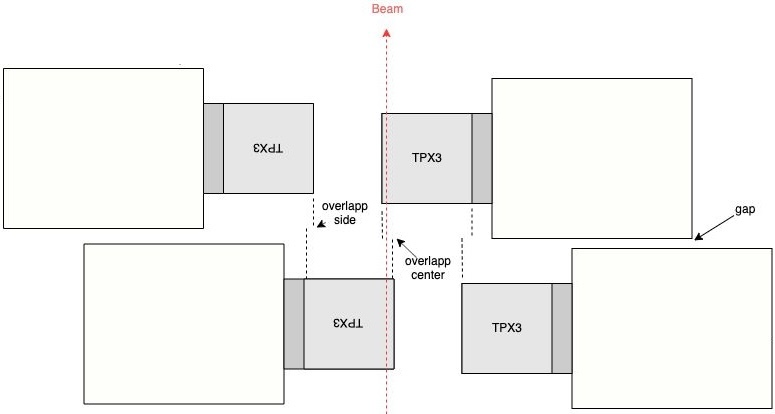 Beam
TPX3
TPX3
overlapp
side
gap
overlapp
center
TPX3
TPX3